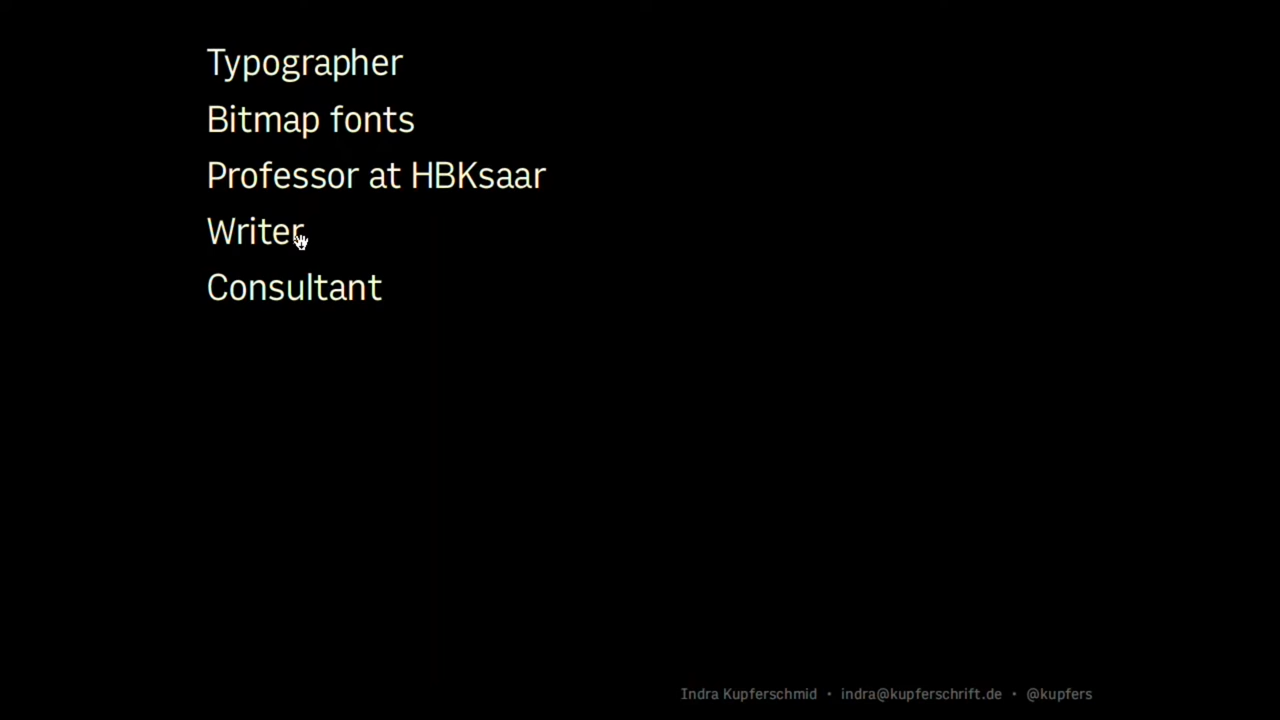 Typographer
Bitmap fonts
Professor at HBKsaar
Writer
Consultant
Indra Kupferschmid • indra@kupferschrift.de • @kupfers